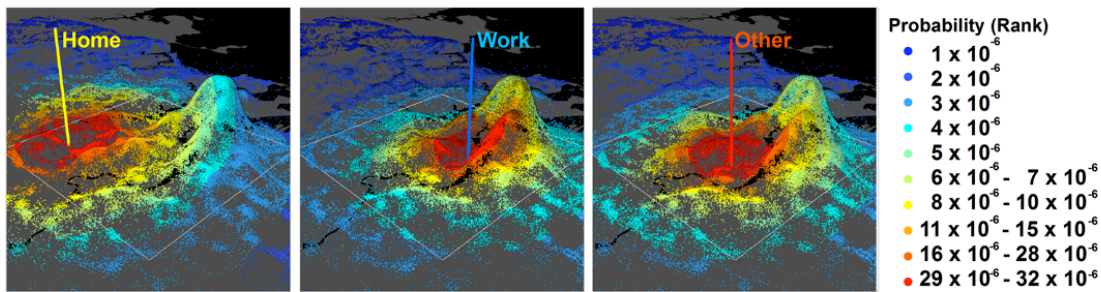 Home
Work
Other
Probability (Rank)
1 x 10⁻⁶
2 x 10⁻⁶
3 x 10⁻⁶
4 x 10⁻⁶
5 x 10⁻⁶
6 x 10⁻⁶ - 7 x 10⁻⁶
8 x 10⁻⁶ - 10 x 10⁻⁶
11 x 10⁻⁶ - 15 x 10⁻⁶
16 x 10⁻⁶ - 28 x 10⁻⁶
29 x 10⁻⁶ - 32 x 10⁻⁶